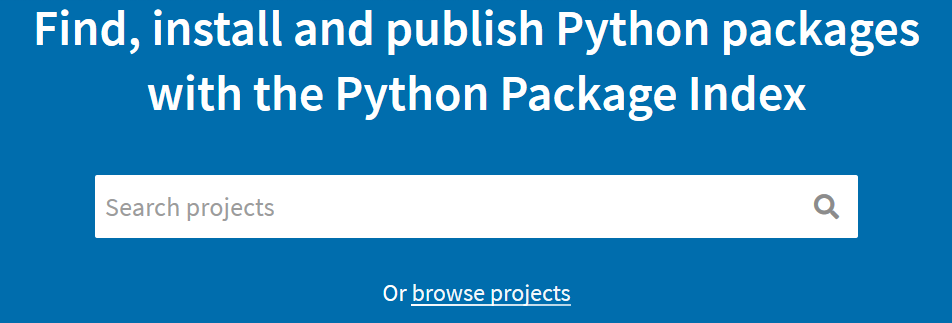 Find, install and publish Python packages
with the Python Package Index
Search projects
Or browse projects